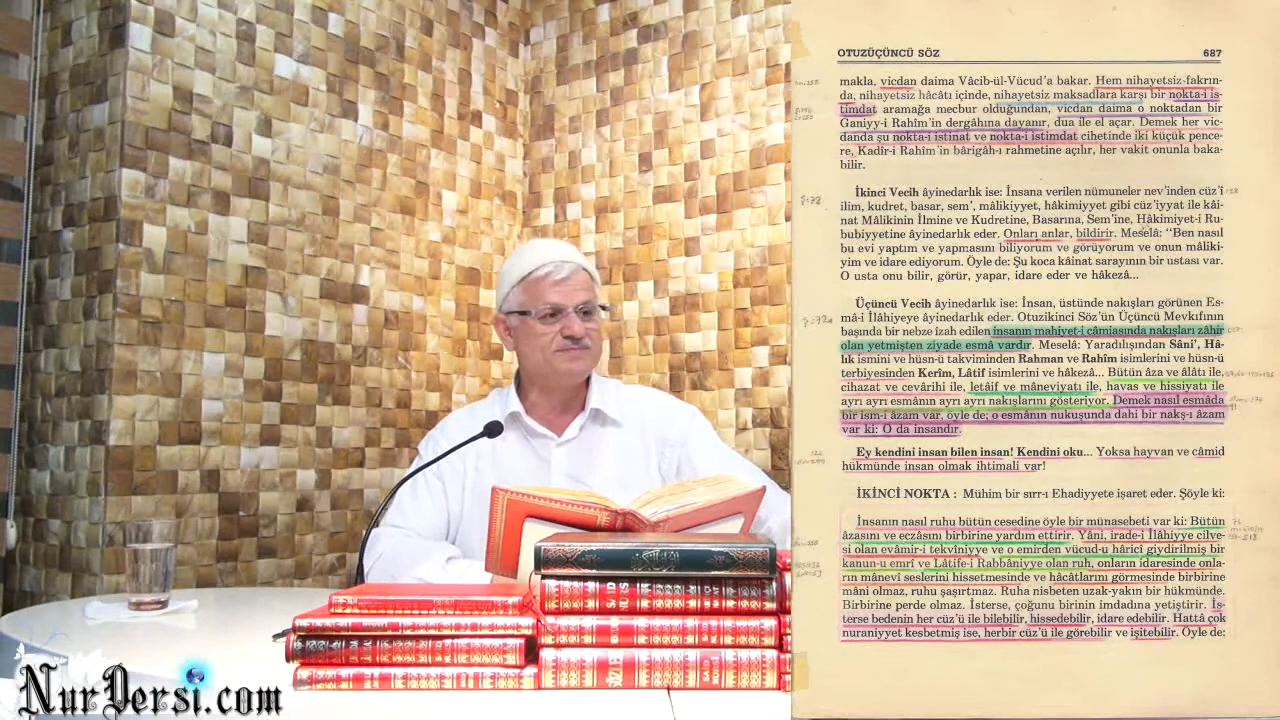 OTUZÜÇÜNCÜ SÖZ 687
makla, vicdan daima Vâcib-ül-Vücud'a bakar. Hem nihayetsiz fakrın-
da, nihayetsiz hâcâtı içinde, nihayetsiz maksadlara karşı bir nokta-i is-
timdat aramağa mecbur olduğundan, vicdan daima o noktadan bir
Ganiyy-i Rahîm'in dergâhına dayanır, dua ile el açar. Demek her vic-
danda şu nokta-ı istinat ve nokta-i istimdat cihetinde iki küçük pence-
re, Kadîr-i Rahîm'in bârigâh-ı rahmetine açılır, her vakit onunla baka-
bilir.
İkinci Vecih âyinedarlık ise: İnsana verilen nümuneler nev'inden cüz'î
ilim, kudret, basar, sem', mâlikiyyet, hâkimiyyet gibi cüz'iyyat ile kâi-
nat Mâlikinin İlmine ve Kudretine, Basarına, Sem'ine, Hâkimiyet-i Ru-
bubiyyetine âyinedarlık eder. Onları anlar, bildirir. Meselâ: "Ben nasıl
bu evi yaptım ve yapmasını biliyorum ve görüyorum ve onun mâliki-
yim ve idare ediyorum. Öyle de: Şu koca kâinat sarayının bir ustası var.
O usta onu bilir, görür, yapar, idare eder ve hâkezâ...
Üçüncü Vecih âyinedarlık ise: İnsan, üstünde nakışları görünen Es-
mâ-i İlâhiyeye âyinedarlık eder. Otuzikinci Söz'ün Üçüncü Mevkıfının
başında bir nebze îzah edilen insanın mahiyet-i câmiasında nakışları zâhir
olan yetmişten ziyade esmâ vardır. Meselâ: Yaradılışından Sâni', Hâ-
lık ismini ve hüsn-ü takviminden Rahman ve Rahîm isimlerini ve hüsn-ü
terbiyesinden Kerîm, Lâtif isimlerini ve hâkezâ... Bütün âza ve âlâtı ile,
cihazat ve cevârihi ile, letâif ve mâneviyatı ile, havas ve hissiyatı ile
ayrı ayrı esmânın ayrı ayrı nakışlarını gösteriyor. Demek nasıl esmâda
bir ism-i âzam var, öyle de; o esmânın nukuşunda dahi bir nakş-ı âzam
var ki: O da insandır.
Ey kendini insan bilen insan! Kendini oku... Yoksa hayvan ve câmid
hükmünde insan olmak ihtimali var!
İKİNCİ NOKTA : Mühim bir sırr-ı Ehadiyyete işaret eder. Şöyle ki:
İnsanın nasıl ruhu bütün cesedine öyle bir münasebeti var ki: Bütün
âzasını ve eczâsını birbirine yardım ettirir. Yâni, irade-i İlâhiyye cilve-
si olan evâmir-i tekvîniyye ve o emirden vücud-u hâricî giydirilmiş bir
kanun-u emrî ve Lâtife-i Rabbâniyye olan ruh, onların idaresinde onla-
rın mânevî seslerini hissetmesinde ve hâcâtlarını görmesinde birbirine
mâni olmaz, ruhu şaşırtmaz. Ruha nisbeten uzak-yakın bir hükmünde.
Birbirine perde olmaz. İsterse, çoğunu birinin imdadına yetiştirir. İs-
terse bedenin her cüz'ü ile bilebilir, hissedebilir, idare edebilir. Hattâ çok
nuraniyyet kesbetmiş ise, herbir cüz'ü ile görebilir ve işitebilir. Öyle de:
NurDersi.com